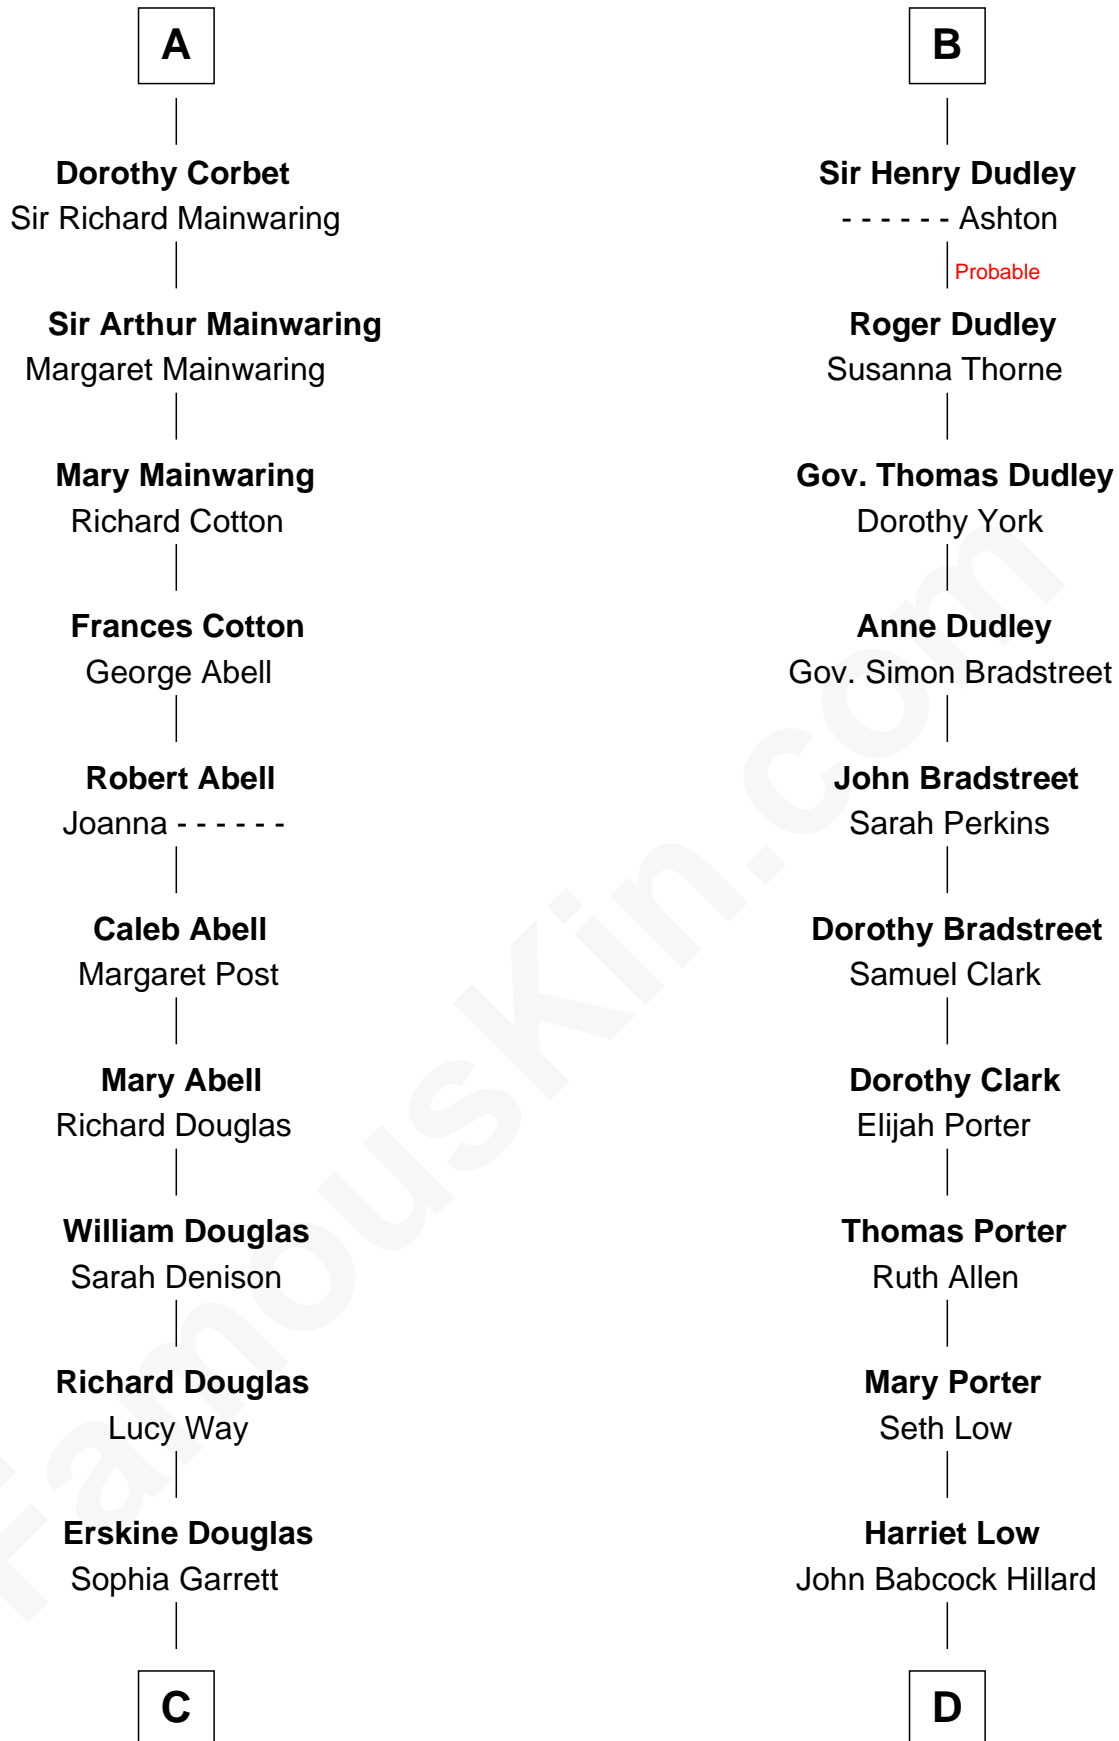 A
Dorothy Corbet
Sir Richard Mainwaring
Sir Arthur Mainwaring
Margaret Mainwaring
Mary Mainwaring
Richard Cotton
Frances Cotton
George Abell
Robert Abell
Joanna - - - - - -
Caleb Abell
Margaret Post
Mary Abell
Richard Douglas
William Douglas
Sarah Denison
Richard Douglas
Lucy Way
Erskine Douglas
Sophia Garrett
C
B
Sir Henry Dudley
- - - - - - Ashton
Probable
Roger Dudley
Susanna Thorne
Gov. Thomas Dudley
Dorothy York
Anne Dudley
Gov. Simon Bradstreet
John Bradstreet
Sarah Perkins
Dorothy Bradstreet
Samuel Clark
Dorothy Clark
Elijah Porter
Thomas Porter
Ruth Allen
Mary Porter
Seth Low
Harriet Low
John Babcock Hillard
D
FamousKin.com